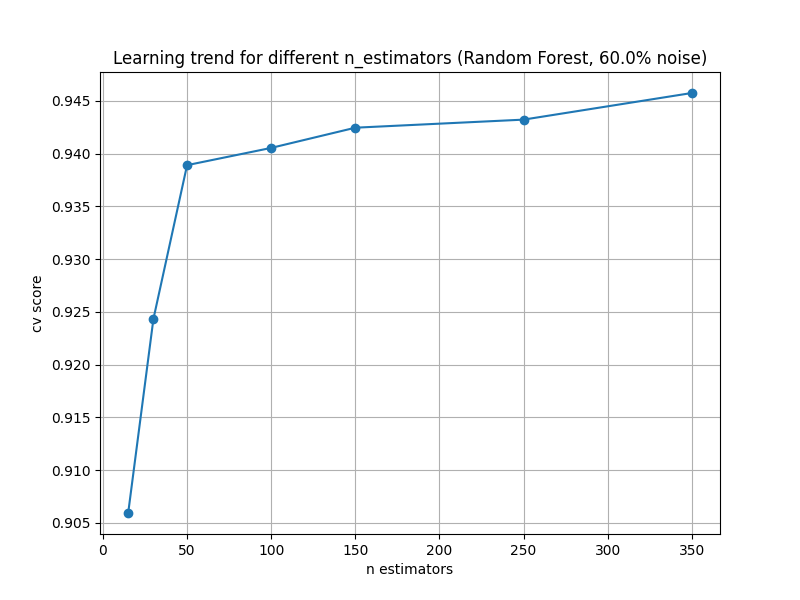 Learning trend for different n_estimators (Random Forest, 60.0% noise)
0.945
0.940
0.935
0.930
0.925
0.920
0.915
0.910
0.905
cv score
0 50 100 150 200 250 300 350
n estimators